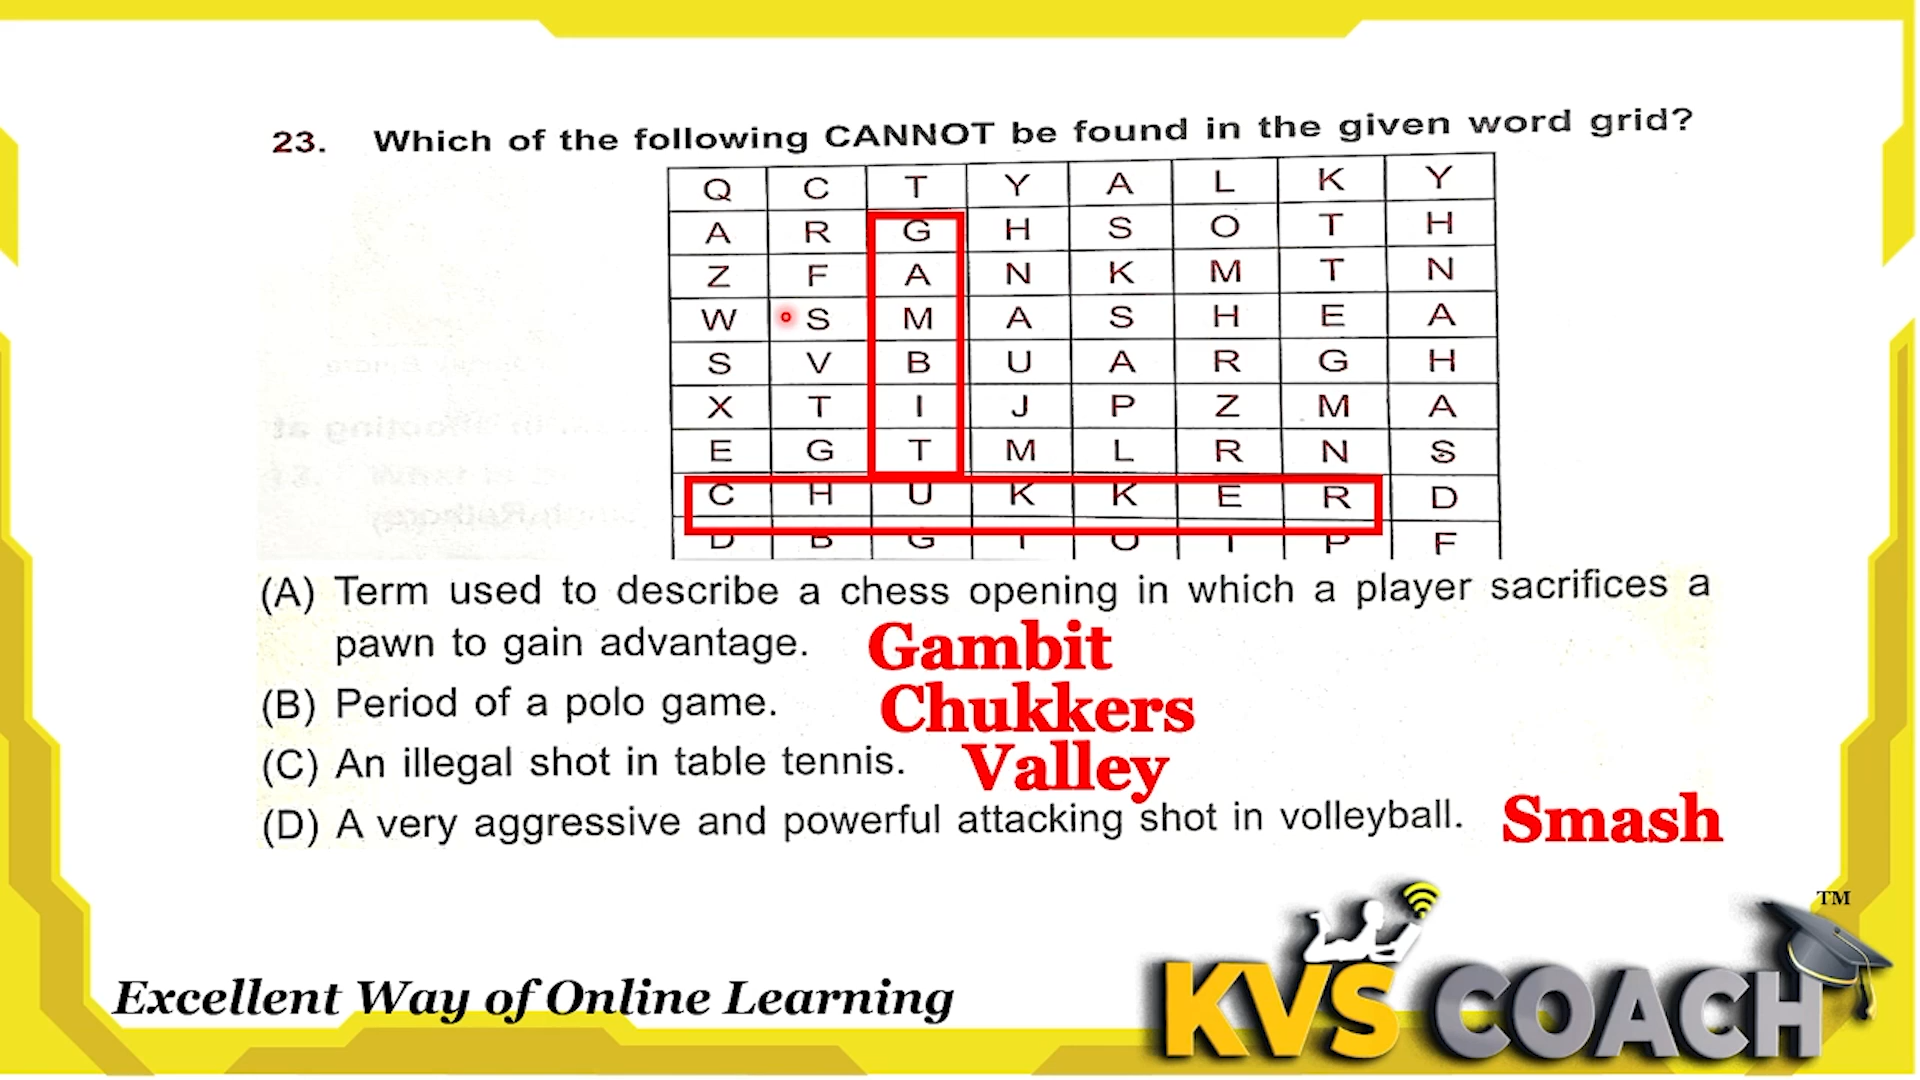 23. Which of the following CANNOT be found in the given word grid?
Q C T Y A L K Y
A R G H S O T H
Z F A N K M T N
W S M A S H E A
S V B U A R G H
X T I J P Z M A
E G T M L R N S
C H U K K E R D
D B G I O I P F
(A) Term used to describe a chess opening in which a player sacrifices a
pawn to gain advantage. Gambit
(B) Period of a polo game. Chukkers
(C) An illegal shot in table tennis. Valley
(D) A very aggressive and powerful attacking shot in volleyball. Smash
TM
Excellent Way of Online Learning
KVS COACH